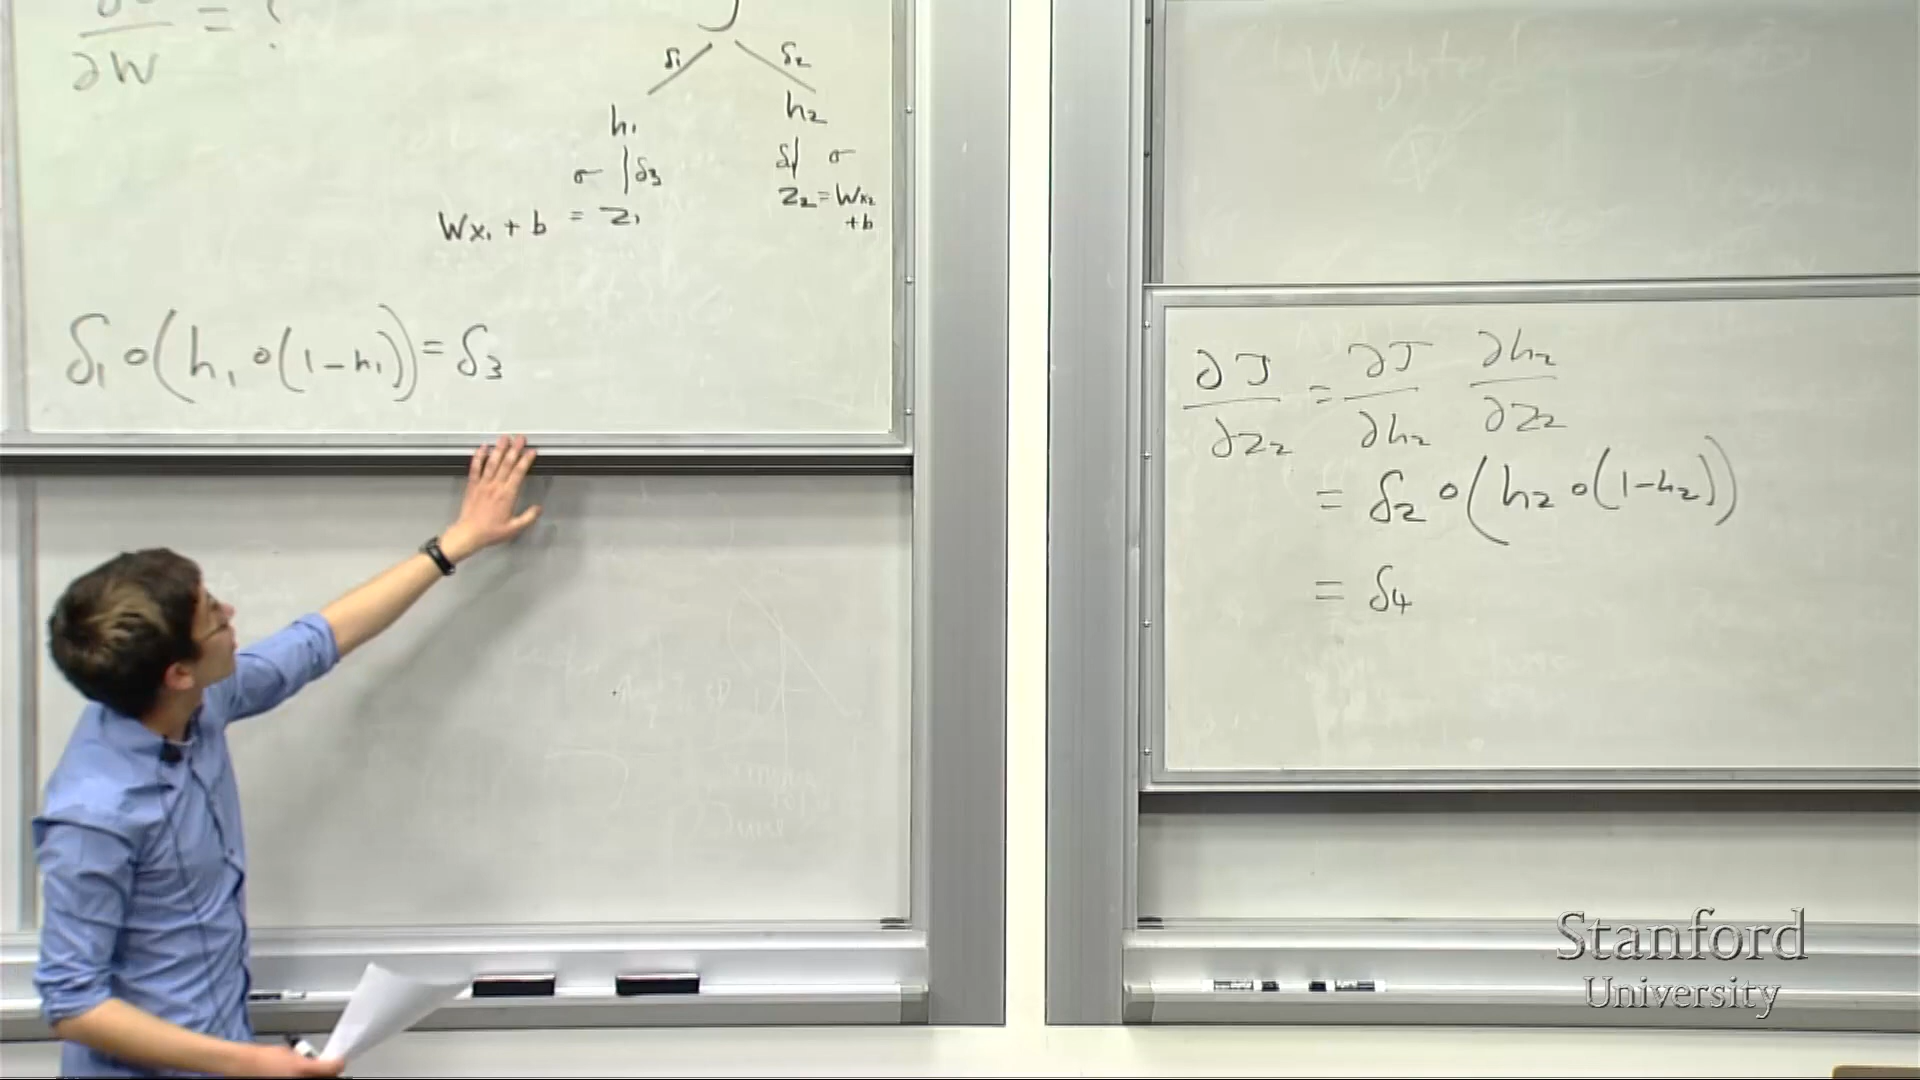 ∂W = ?
J
δ₁ δ₂
h₁ h₂
σ | δ₃
δ₄ | σ
Wx₁ + b = z₁
z₂ = Wx₂
+b
δ₁ ∘ (h₁ ∘ (1-h₁)) = δ₃
∂J/∂z₂ = ∂J/∂h₂ ∂h₂/∂z₂
= δ₂ ∘ (h₂ ∘ (1-h₂))
= δ₄
Stanford
University